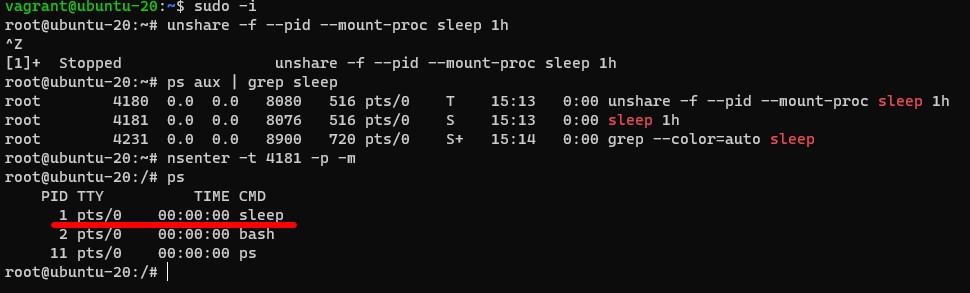 vagrant@ubuntu-20:~$ sudo -i
root@ubuntu-20:~# unshare -f --pid --mount-proc sleep 1h
^Z
[1]+  Stopped                 unshare -f --pid --mount-proc sleep 1h
root@ubuntu-20:~# ps aux | grep sleep
root        4180  0.0  0.0   8080   516 pts/0    T    15:13   0:00 unshare -f --pid --mount-proc sleep 1h
root        4181  0.0  0.0   8076   516 pts/0    S    15:13   0:00 sleep 1h
root        4231  0.0  0.0   8900   720 pts/0    S+   15:14   0:00 grep --color=auto sleep
root@ubuntu-20:~# nsenter -t 4181 -p -m
root@ubuntu-20:/# ps
    PID TTY          TIME CMD
      1 pts/0    00:00:00 sleep
      2 pts/0    00:00:00 bash
     11 pts/0    00:00:00 ps
root@ubuntu-20:/#